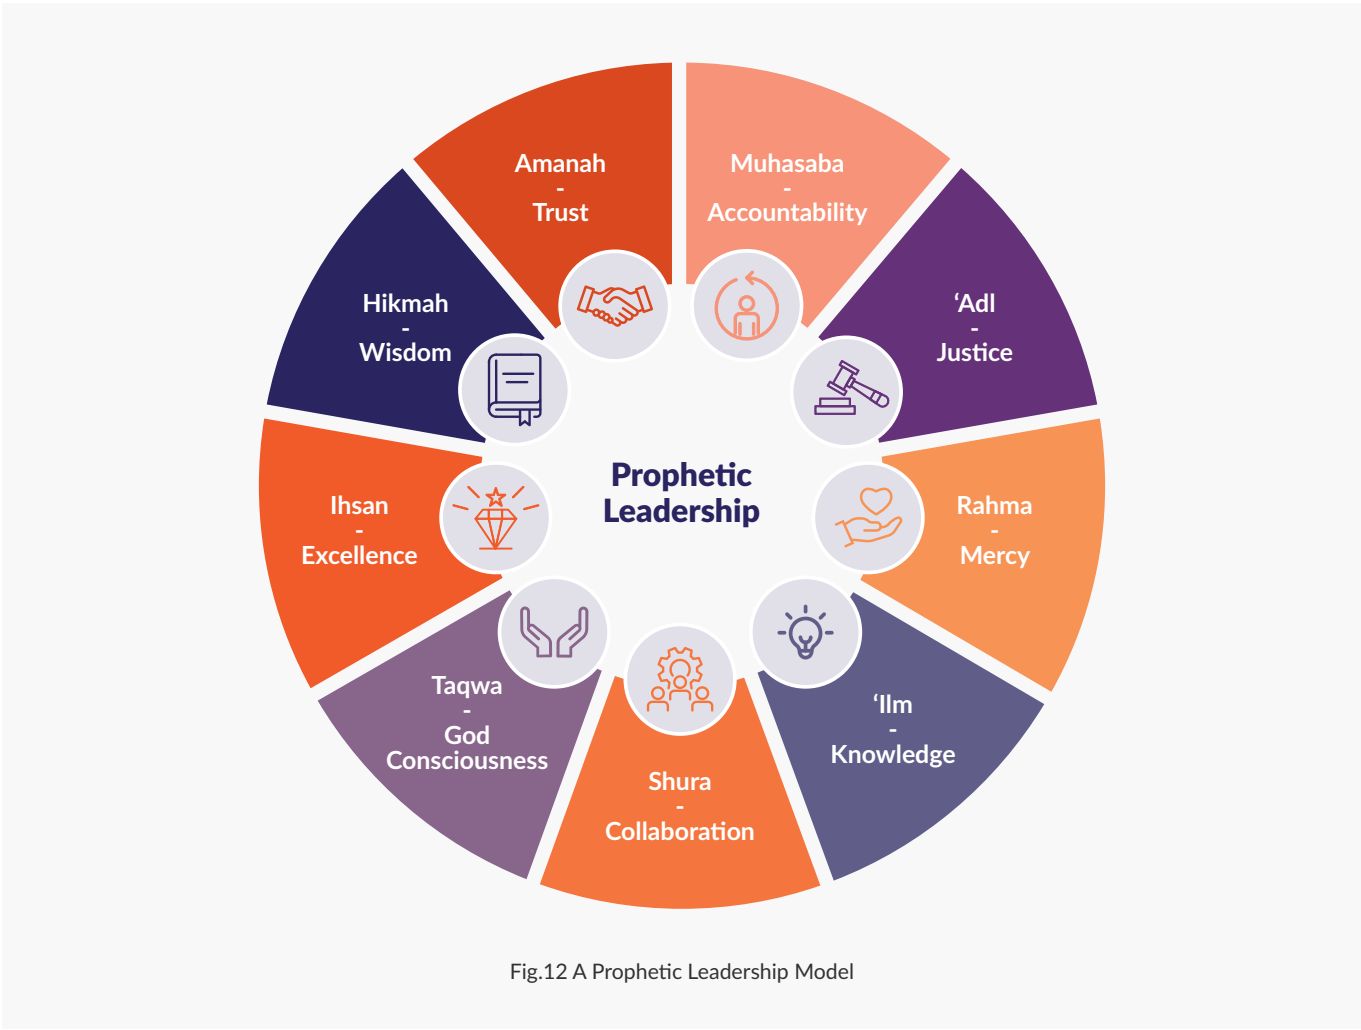 Amanah
-
Trust
Muhasaba
-
Accountability
‘Adl
-
Justice
Rahma
-
Mercy
‘Ilm
-
Knowledge
Shura
-
Collaboration
Taqwa
-
God
Consciousness
Ihsan
-
Excellence
Hikmah
-
Wisdom
Prophetic
Leadership
Fig.12 A Prophetic Leadership Model